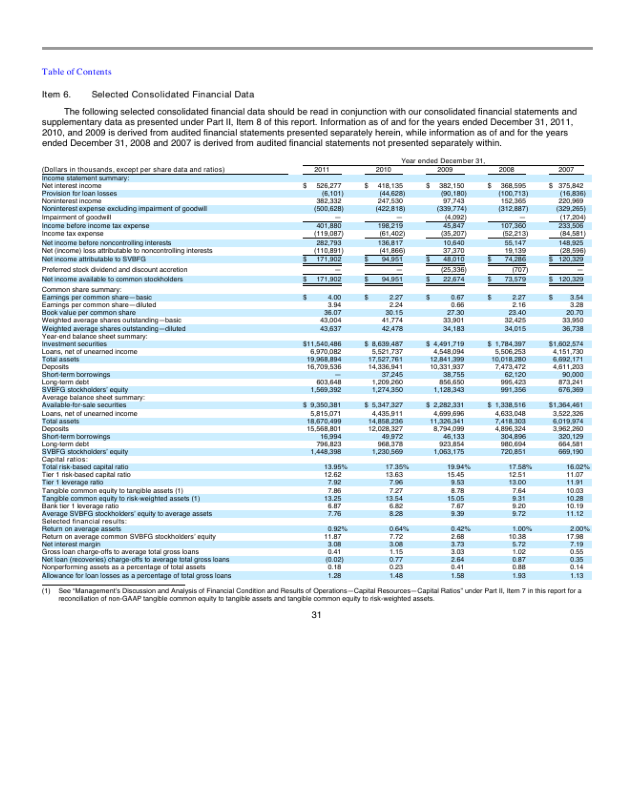 Table of Contents
Item 6. Selected Consolidated Financial Data
The following selected consolidated financial data should be read in conjunction with our consolidated financial statements and
supplementary data as presented under Part II, Item 8 of this report. Information as of and for the years ended December 31, 2011,
2010, and 2009 is derived from audited financial statements presented separately herein, while information as of and for the years
ended December 31, 2008 and 2007 is derived from audited financial statements not presented separately within.
Year ended December 31,
(Dollars in thousands, except per share data and ratios) 2011 2010 2009 2008 2007
Income statement summary:
Net interest income $ 526,277 $ 418,135 $ 382,150 $ 368,595 $ 375,842
Provision for loan losses (6,101) (44,628) (90,180) (100,713) (16,836)
Noninterest income 382,332 247,530 97,743 152,365 220,969
Noninterest expense excluding impairment of goodwill (500,628) (422,818) (339,774) (312,887) (329,265)
Impairment of goodwill — — (4,092) — (17,204)
Income before income tax expense 401,880 198,219 45,847 107,360 233,506
Income tax expense (119,087) (61,402) (35,207) (52,213) (84,581)
Net income before noncontrolling interests 282,793 136,817 10,640 55,147 148,925
Net (income) loss attributable to noncontrolling interests (110,891) (41,866) 37,370 19,139 (28,596)
Net income attributable to SVBFG $ 171,902 $ 94,951 $ 48,010 $ 74,286 $ 120,329
Preferred stock dividend and discount accretion — — (25,336) (707) —
Net income available to common stockholders $ 171,902 $ 94,951 $ 22,674 $ 73,579 $ 120,329
Common share summary:
Earnings per common share—basic $ 4.00 $ 2.27 $ 0.67 $ 2.27 $ 3.54
Earnings per common share—diluted 3.94 2.24 0.66 2.16 3.28
Book value per common share 36.07 30.15 27.30 23.40 20.70
Weighted average shares outstanding—basic 43,004 41,774 33,901 32,425 33,950
Weighted average shares outstanding—diluted 43,637 42,478 34,183 34,015 36,738
Year-end balance sheet summary:
Investment securities $11,540,486 $ 8,639,487 $ 4,491,719 $ 1,784,397 $1,602,574
Loans, net of unearned income 6,970,082 5,521,737 4,548,094 5,506,253 4,151,730
Total assets 19,968,894 17,527,761 12,841,399 10,018,280 6,692,171
Deposits 16,709,536 14,336,941 10,331,937 7,473,472 4,611,203
Short-term borrowings — 37,245 38,755 62,120 90,000
Long-term debt 603,648 1,209,260 856,650 995,423 873,241
SVBFG stockholders' equity 1,569,392 1,274,350 1,128,343 991,356 676,369
Average balance sheet summary:
Available-for-sale securities $ 9,350,381 $ 5,347,327 $ 2,282,331 $ 1,338,516 $1,364,461
Loans, net of unearned income 5,815,071 4,435,911 4,699,696 4,633,048 3,522,326
Total assets 18,670,499 14,858,236 11,326,341 7,418,303 6,019,974
Deposits 15,568,801 12,028,327 8,794,099 4,896,324 3,962,260
Short-term borrowings 16,994 49,972 46,133 304,896 320,129
Long-term debt 796,823 968,378 923,854 980,694 664,581
SVBFG stockholders' equity 1,448,398 1,230,569 1,063,175 720,851 669,190
Capital ratios:
Total risk-based capital ratio 13.95% 17.35% 19.94% 17.58% 16.02%
Tier 1 risk-based capital ratio 12.62 13.63 15.45 12.51 11.07
Tier 1 leverage ratio 7.92 7.96 9.53 13.00 11.91
Tangible common equity to tangible assets (1) 7.86 7.27 8.78 7.64 10.03
Tangible common equity to risk-weighted assets (1) 13.25 13.54 15.05 9.31 10.28
Bank tier 1 leverage ratio 6.87 6.82 7.67 9.20 10.19
Average SVBFG stockholders' equity to average assets 7.76 8.28 9.39 9.72 11.12
Selected financial results:
Return on average assets 0.92% 0.64% 0.42% 1.00% 2.00%
Return on average common SVBFG stockholders' equity 11.87 7.72 2.68 10.38 17.98
Net interest margin 3.08 3.08 3.73 5.72 7.19
Gross loan charge-offs to average total gross loans 0.41 1.15 3.03 1.02 0.55
Net loan (recoveries) charge-offs to average total gross loans (0.02) 0.77 2.64 0.87 0.35
Nonperforming assets as a percentage of total assets 0.18 0.23 0.41 0.88 0.14
Allowance for loan losses as a percentage of total gross loans 1.28 1.48 1.58 1.93 1.13
(1) See "Management's Discussion and Analysis of Financial Condition and Results of Operations—Capital Resources—Capital Ratios" under Part II, Item 7 in this report for a
reconciliation of non-GAAP tangible common equity to tangible assets and tangible common equity to risk-weighted assets.
31